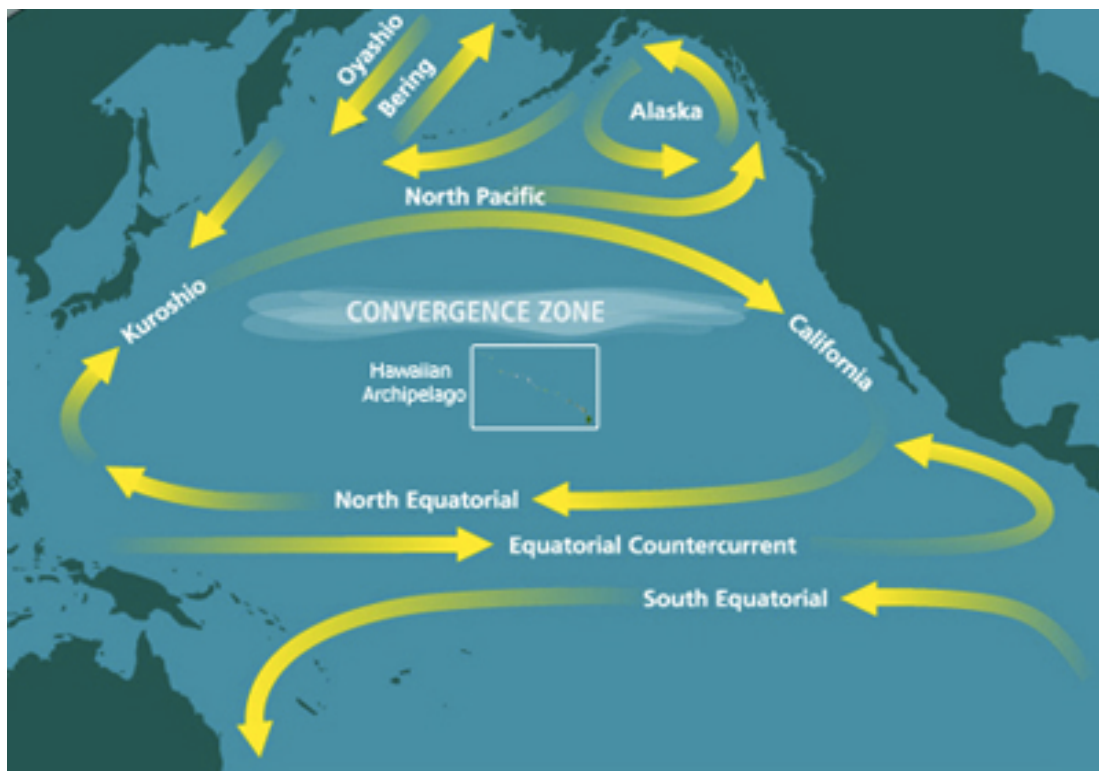 Oyashio
Bering
Alaska
North Pacific
Kuroshio
CONVERGENCE ZONE
California
Hawaiian
Archipelago
North Equatorial
Equatorial Countercurrent
South Equatorial